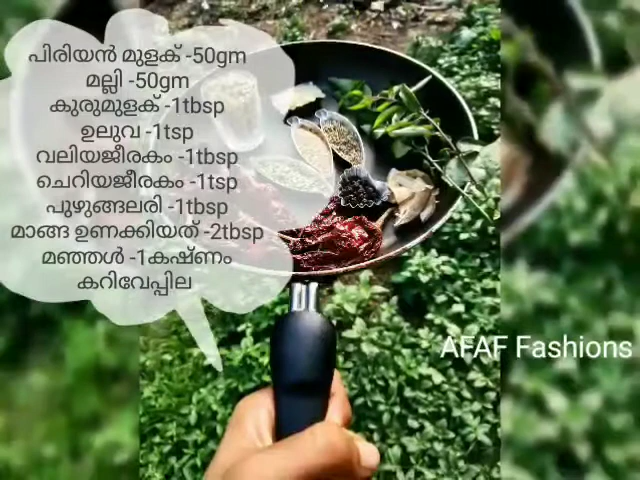 പിരിയൻ മുളക് -50gm
മല്ലി -50gm
കുരുമുളക് -1tbsp
ഉലുവ -1tsp
വലിയജീരകം -1tbsp
ചെറിയജീരകം -1tsp
പുഴുങ്ങലരി -1tbsp
മാങ്ങ ഉണക്കിയത് -2tbsp
മഞ്ഞൾ -1കഷ്ണം
കറിവേപ്പില
AFAF Fashions